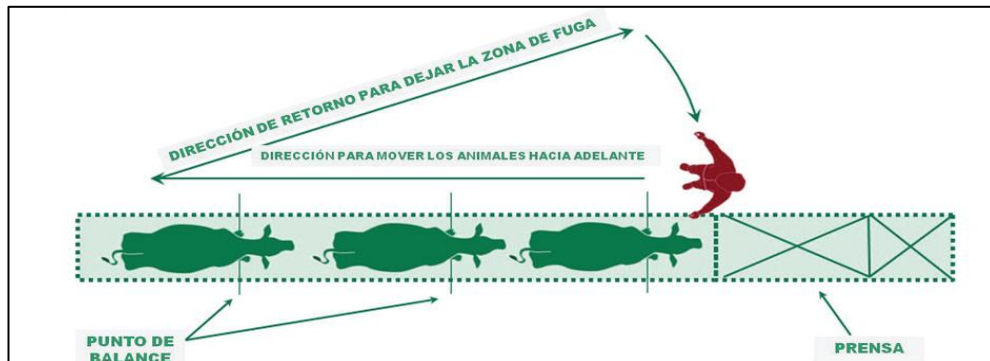 DIRECCIÓN DE RETORNO PARA DEJAR LA ZONA DE FUGA
DIRECCIÓN PARA MOVER LOS ANIMALES HACIA ADELANTE
PUNTO DE
BALANCE
PRENSA